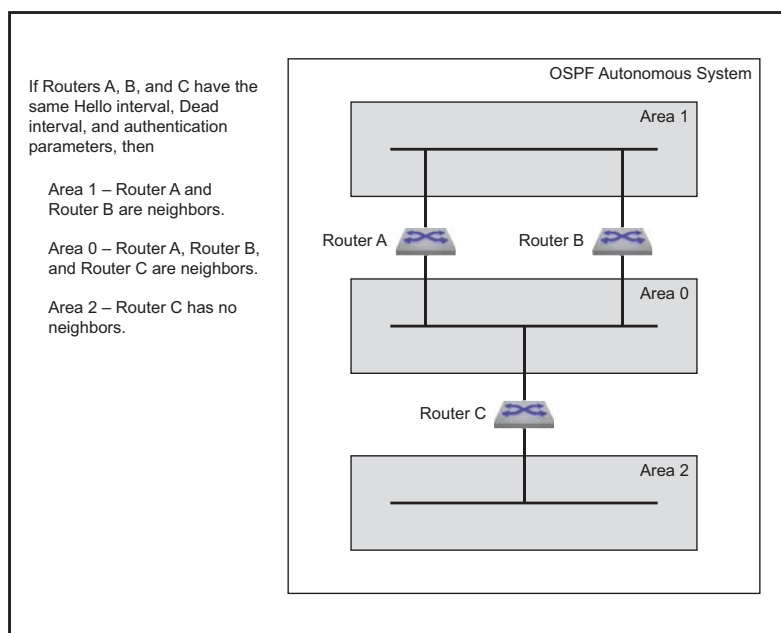 If Routers A, B, and C have the
same Hello interval, Dead
interval, and authentication
parameters, then
Area 1 – Router A and
Router B are neighbors.
Area 0 – Router A, Router B,
and Router C are neighbors.
Area 2 – Router C has no
neighbors.
OSPF Autonomous System
Area 1
Router A
Router B
Area 0
Router C
Area 2